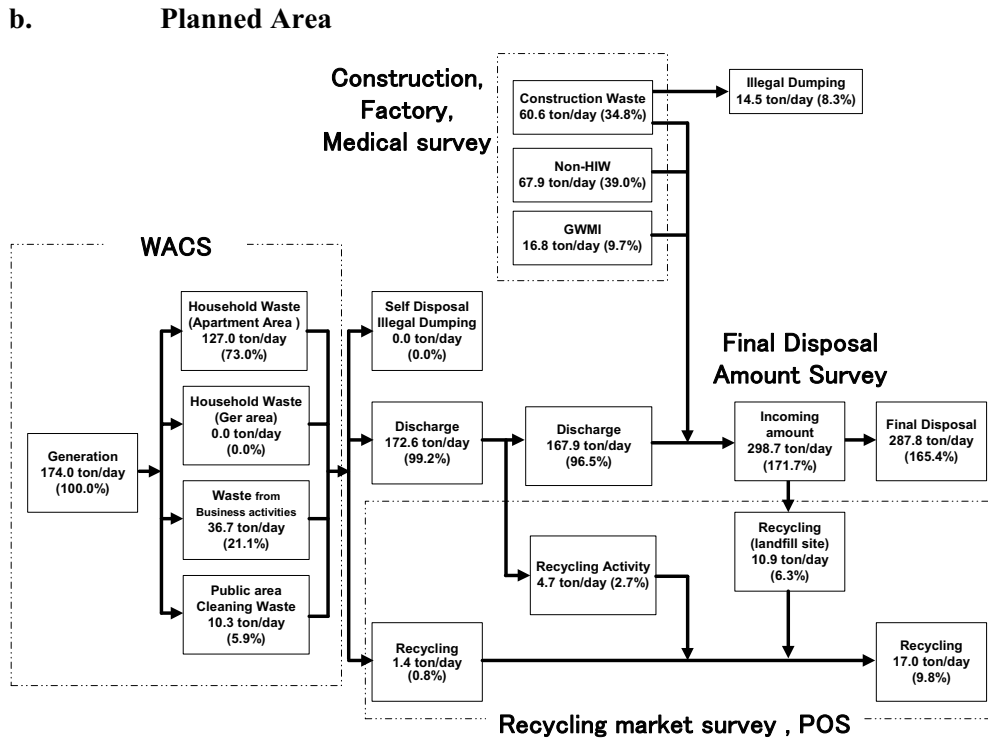 b. Planned Area
Construction,
Factory,
Medical survey
Construction Waste
60.6 ton/day (34.8%)
Illegal Dumping
14.5 ton/day (8.3%)
Non-HIW
67.9 ton/day (39.0%)
GWMI
16.8 ton/day (9.7%)
WACS
Household Waste
(Apartment Area )
127.0 ton/day
(73.0%)
Self Disposal
Illegal Dumping
0.0 ton/day
(0.0%)
Final Disposal
Amount Survey
Household Waste
(Ger area)
0.0 ton/day
(0.0%)
Generation
174.0 ton/day
(100.0%)
Discharge
172.6 ton/day
(99.2%)
Discharge
167.9 ton/day
(96.5%)
Incoming
amount
298.7 ton/day
(171.7%)
Final Disposal
287.8 ton/day
(165.4%)
Waste from
Business activities
36.7 ton/day
(21.1%)
Recycling
(landfill site)
10.9 ton/day
(6.3%)
Recycling Activity
4.7 ton/day (2.7%)
Public area
Cleaning Waste
10.3 ton/day
(5.9%)
Recycling
1.4 ton/day
(0.8%)
Recycling
17.0 ton/day
(9.8%)
Recycling market survey , POS